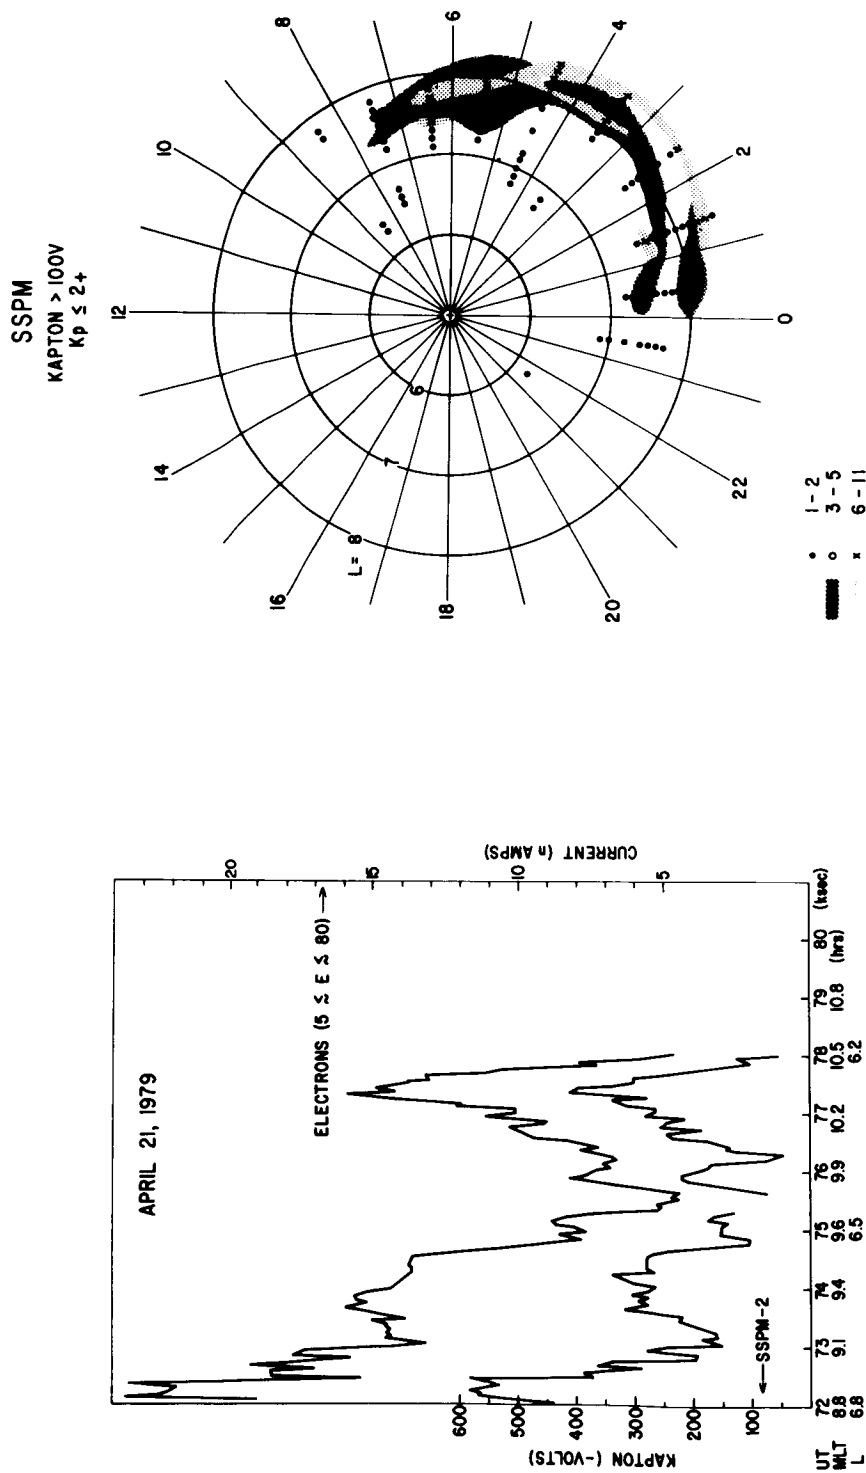 SSPM
KAPTON > 100V
Kp ≤ 2+
6
8
4
10
2
12
0
14
22
16
20
18
6
7
L = 8
• 1 - 2
o 3 - 5
x 6 - 11
APRIL 21, 1979
ELECTRONS (5 ≤ E ≤ 80) →
← SSPM-2
KAPTON (-VOLTS)
600 500 400 300 200 100
CURRENT (n AMPS)
20 15 10 5
UT 72 73 74 75 76 77 78 79 80 (ksec)
MLT 8.8 9.1 9.4 9.6 9.9 10.2 10.5 10.8 (hrs)
L 6.8 6.5 6.2